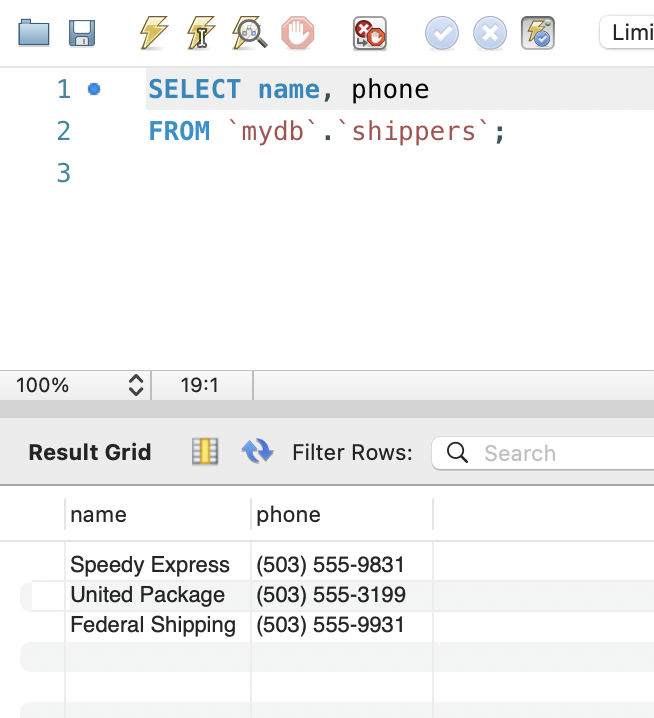 Limi
1 SELECT name, phone
2 FROM `mydb`.`shippers`;
3
100% 19:1
Result Grid Filter Rows: Search
name phone
Speedy Express (503) 555-9831
United Package (503) 555-3199
Federal Shipping (503) 555-9931